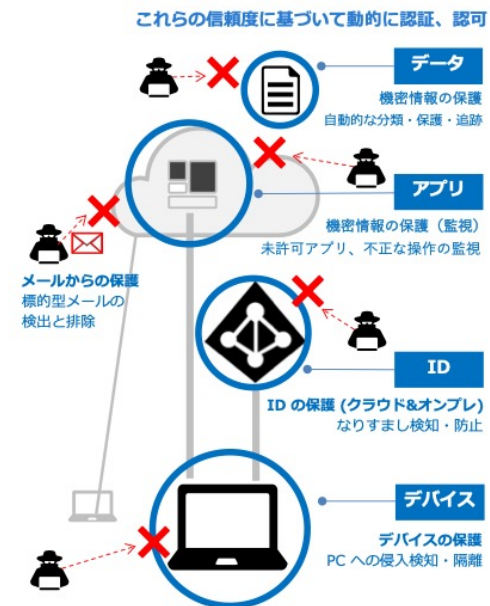 これらの信頼度に基づいて動的に認証、認可
データ
機密情報の保護
自動的な分類・保護・追跡
アプリ
機密情報の保護（監視）
未許可アプリ、不正な操作の監視
メールからの保護
標的型メールの
検出と排除
ID
ID の保護 (クラウド&オンプレ)
なりすまし検知・防止
デバイス
デバイスの保護
PC への侵入検知・隔離